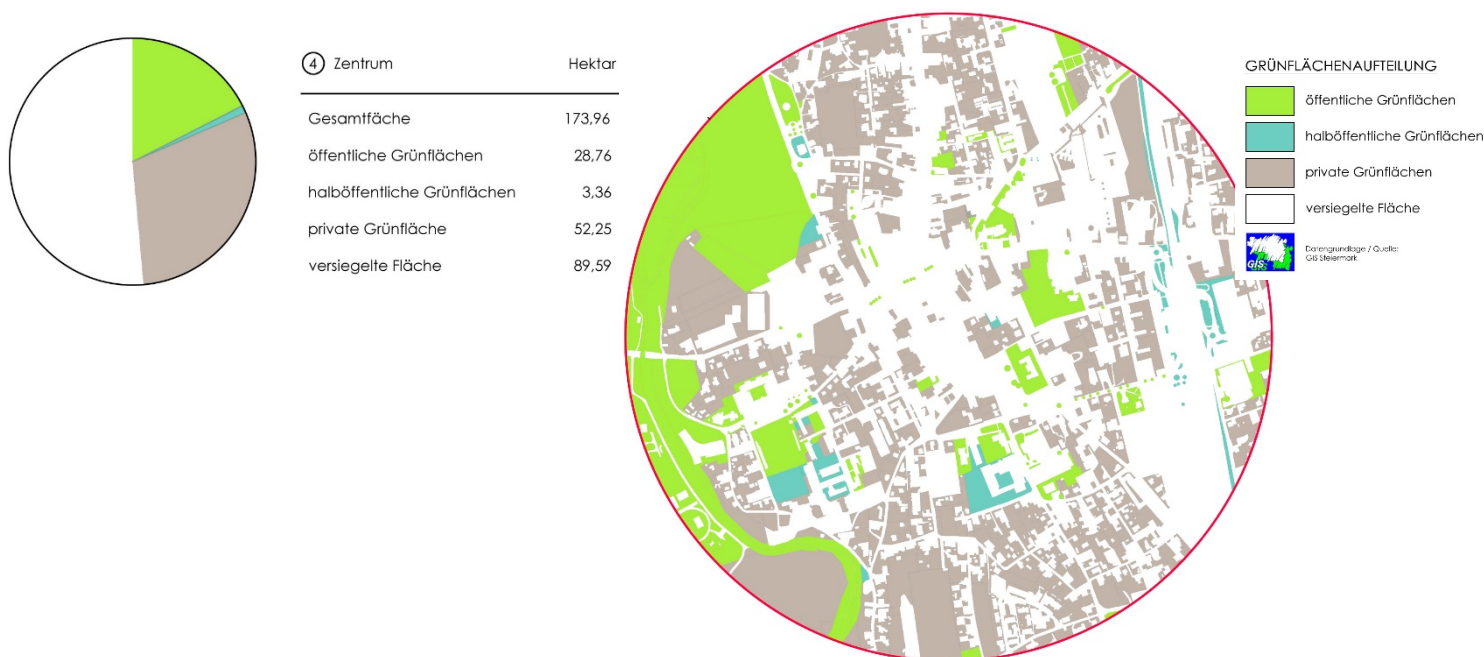 4 Zentrum Hektar
Gesamtfäche 173,96
öffentliche Grünflächen 28,76
halböffentliche Grünflächen 3,36
private Grünfläche 52,25
versiegelte Fläche 89,59
GRÜNFLÄCHENAUFTEILUNG
öffentliche Grünflächen
halböffentliche Grünflächen
private Grünflächen
versiegelte Fläche
GIS
Datengrundlage / Quelle:
GIS Steiermark